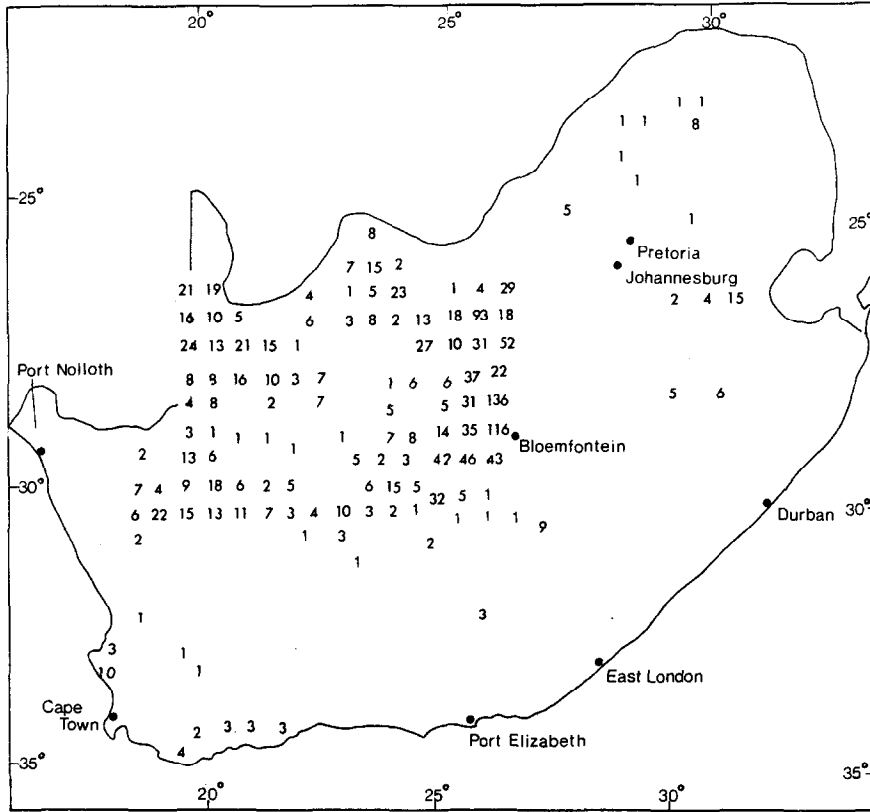 20° 25° 30°
1 1
1 1 8
1
25° 1
5 1 25°
8
Pretoria
7 15 2 Johannesburg
21 19 4 1 5 23 1 4 29
2 4 15
16 10 5 6 3 8 2 13 18 93 18
24 13 21 15 1 27 10 31 52
Port Nolloth
8 8 16 10 3 7 1 6 6 37 22
5 6
4 8 2 7 5 5 31 136
3 1 1 1 1 7 8 14 35 116
Bloemfontein
2 1
13 6 5 2 3 42 46 43
30° 7 4 9 18 6 2 5 6 15 5 30°
32 5 1
Durban
6 22 15 13 11 7 3 4 10 3 2 1 1 1 1 9
2 1 3 2
1
1 3
3 1
10 1
East London
Cape
Town
Port Elizabeth
2 3 3 3
4
35° 35°
20° 25° 30°